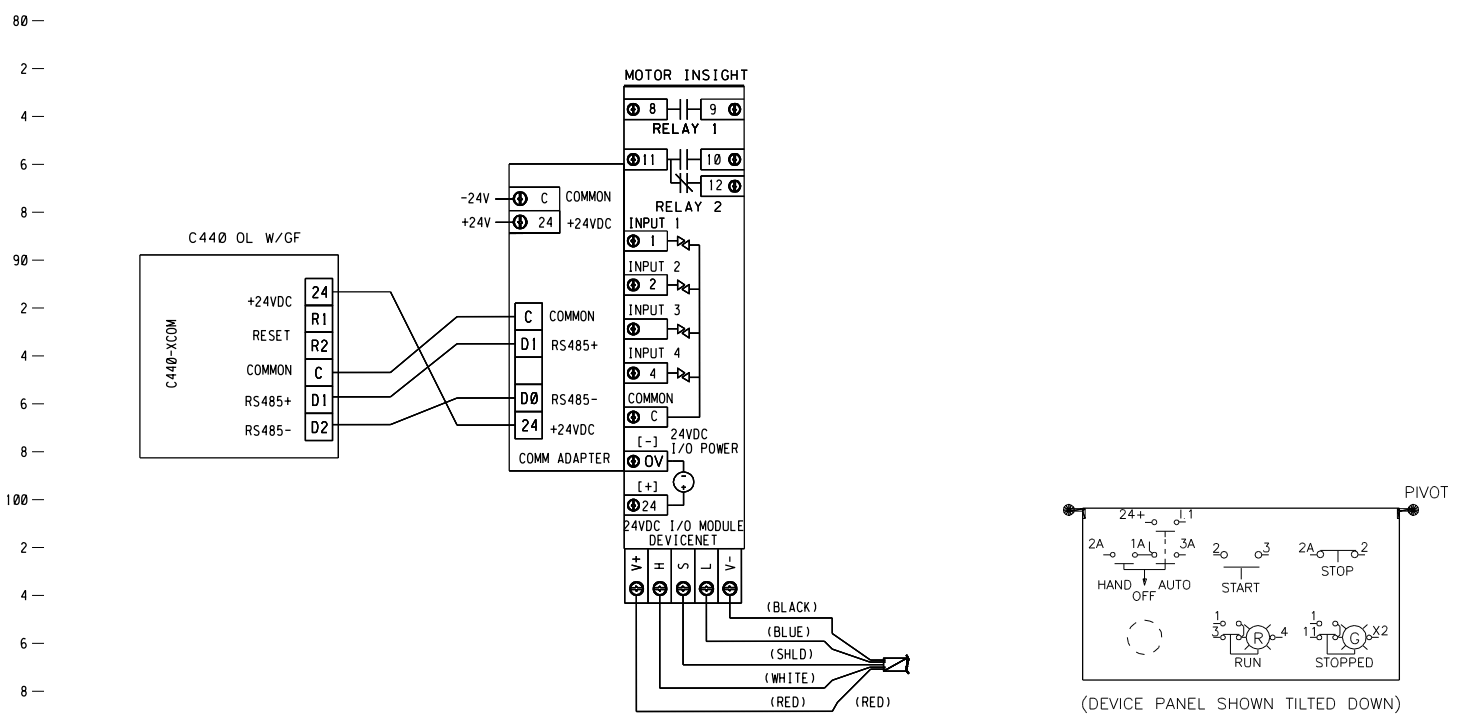 80
2
4
6
8
90
2
4
6
8
100
2
4
6
8
C440 OL W/GF
C440-XCOM
+24VDC
RESET
COMMON
RS485+
RS485-
24
R1
R2
C
D1
D2
-24V
+24V
C COMMON
24 +24VDC
C COMMON
D1 RS485+
D0 RS485-
24 +24VDC
COMM ADAPTER
MOTOR INSIGHT
8 9
RELAY 1
11 10
12
RELAY 2
INPUT 1
1
INPUT 2
2
INPUT 3
INPUT 4
4
COMMON
C
24VDC
I/O POWER
[-]
0V
-
+
[+]
24
24VDC I/O MODULE
DEVICENET
V+ H S L V-
(BLACK)
(BLUE)
(SHLD)
(WHITE)
(RED) (RED)
PIVOT
24+ I.1
2A 1A 3A
HAND AUTO
OFF
2 3
START
2A 2
STOP
1
3 R 4
RUN
1
11 G X2
STOPPED
(DEVICE PANEL SHOWN TILTED DOWN)